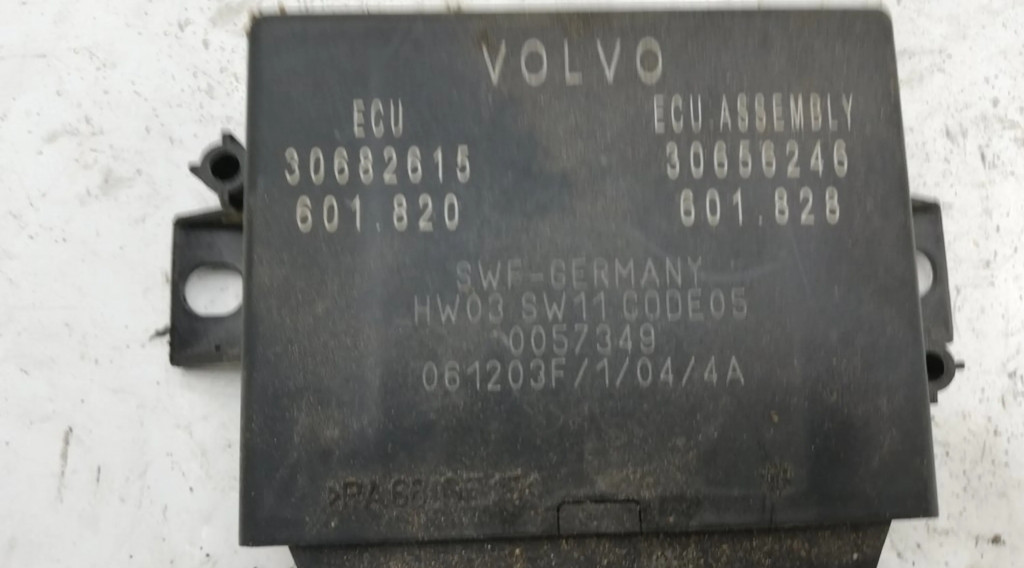 VOLVO
ECU ECU ASSEMBLY
30682615 30656246
601.820 601.828
SWF-GERMANY
HW03 SW11 CODE05
0057349
061203F/1/04/4A
>PA